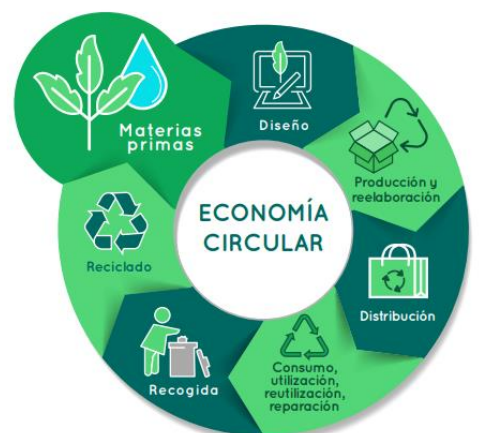 Materias
primas
Diseño
Producción y
reelaboración
Distribución
Consumo,
utilización,
reutilización,
reparación
Recogida
Reciclado
ECONOMÍA
CIRCULAR